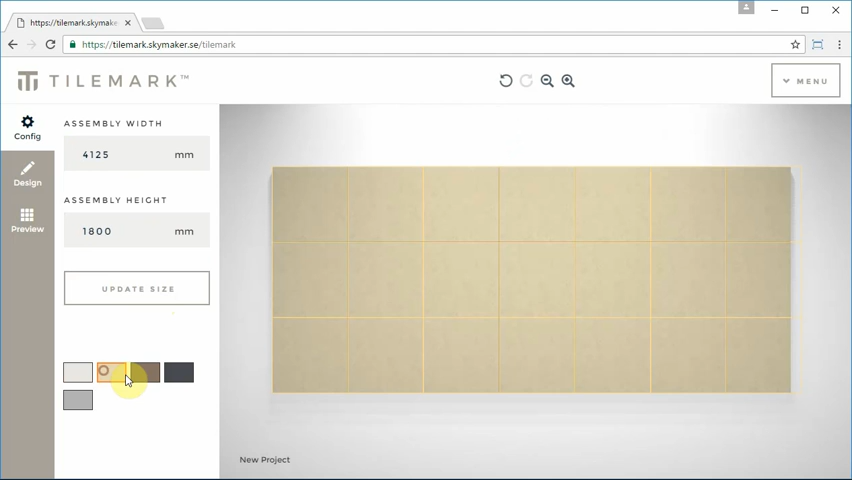 https://tilemark.skymake
https://tilemark.skymaker.se/tilemark
TILEMARK™
MENU
Config
Design
Preview
ASSEMBLY WIDTH
4125 mm
ASSEMBLY HEIGHT
1800 mm
UPDATE SIZE
New Project